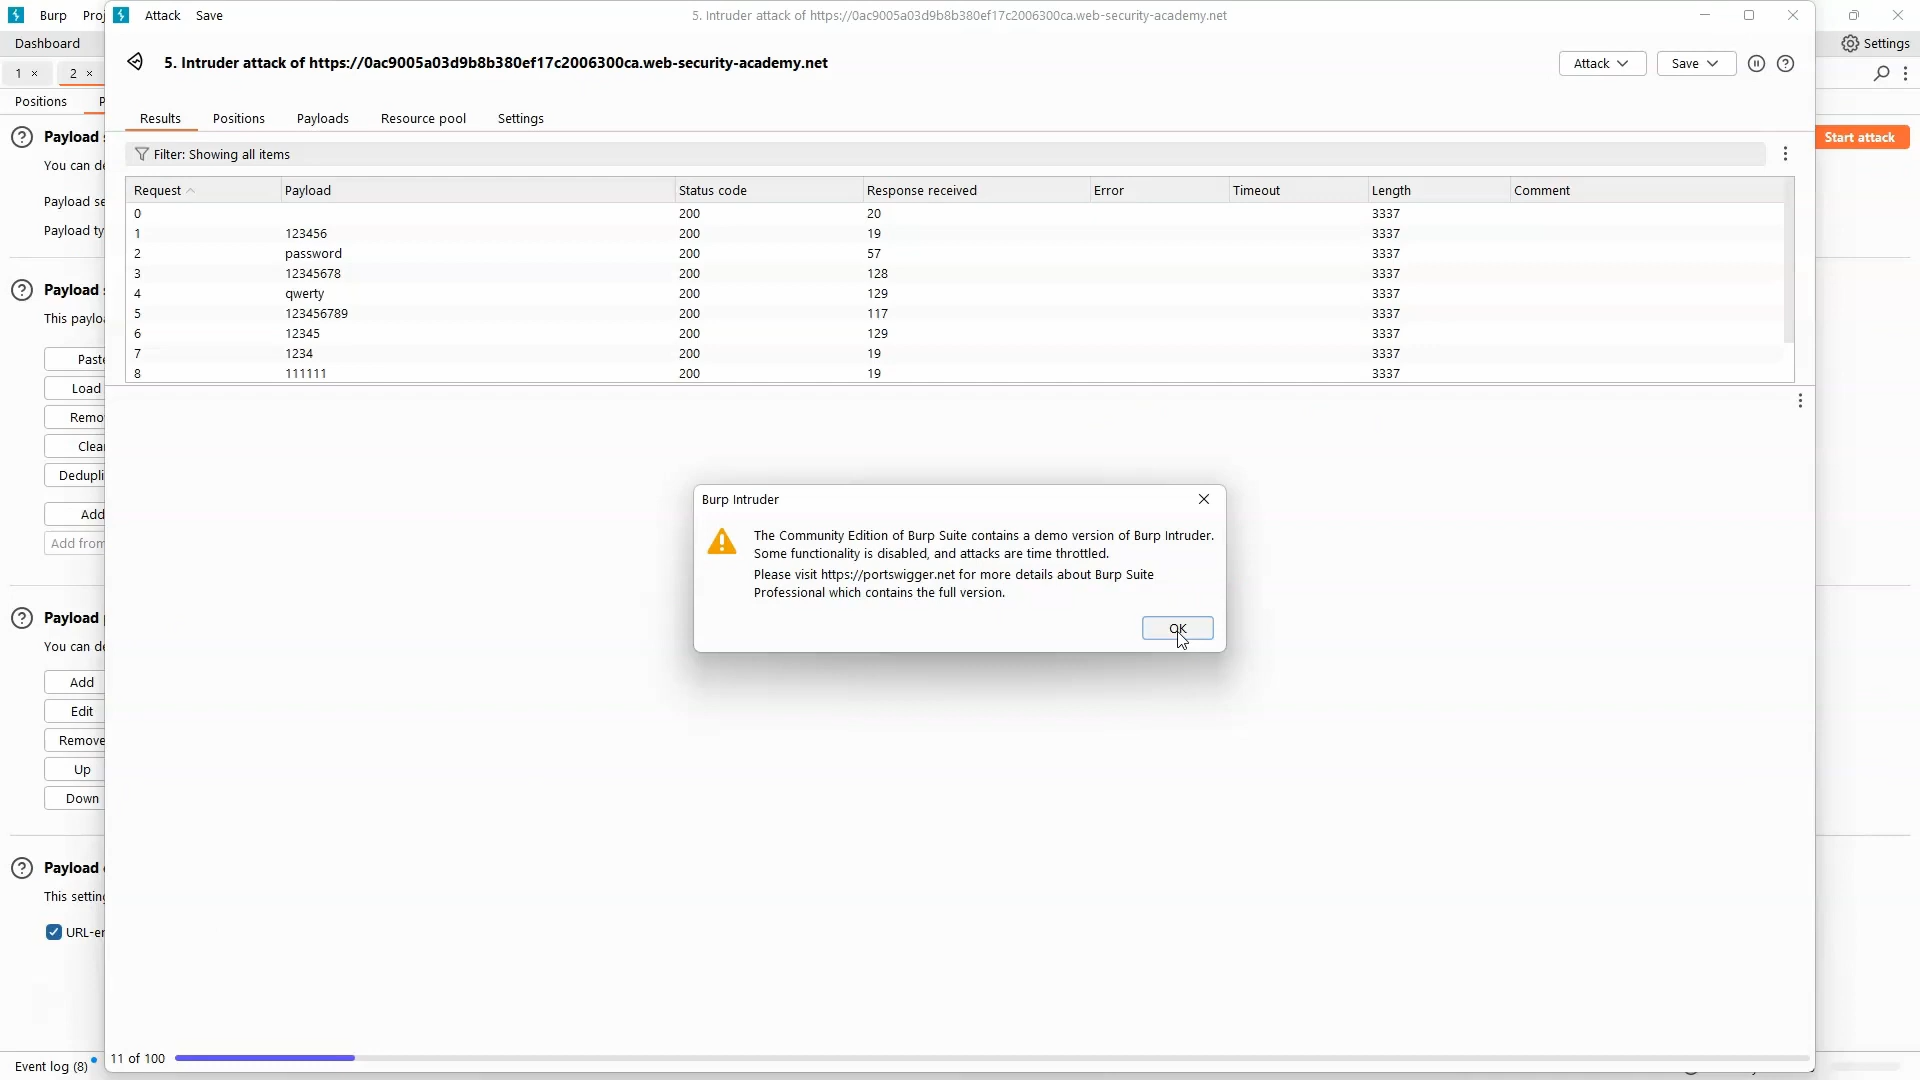 Burp Proj
Attack Save
5. Intruder attack of https://0ac9005a03d9b8b380ef17c2006300ca.web-security-academy.net
Dashboard
Settings
1 × 2 ×
5. Intruder attack of https://0ac9005a03d9b8b380ef17c2006300ca.web-security-academy.net
Attack Save
Positions P
Results Positions Payloads Resource pool Settings
Payload s
Start attack
Filter: Showing all items
You can de
Payload se
Payload ty
Request Payload Status code Response received Error Timeout Length Comment
0 200 20 3337
1 123456 200 19 3337
2 password 200 57 3337
3 12345678 200 128 3337
4 qwerty 200 129 3337
5 123456789 200 117 3337
6 12345 200 129 3337
7 1234 200 19 3337
8 111111 200 19 3337
Payload s
This paylo
Paste
Load
Remo
Clear
Dedupli
Add
Add from
Burp Intruder
The Community Edition of Burp Suite contains a demo version of Burp Intruder.
Some functionality is disabled, and attacks are time throttled.
Please visit https://portswigger.net for more details about Burp Suite
Professional which contains the full version.
OK
Payload p
You can de
Add
Edit
Remove
Up
Down
Payload e
This setting
URL-en
11 of 100
Event log (8)